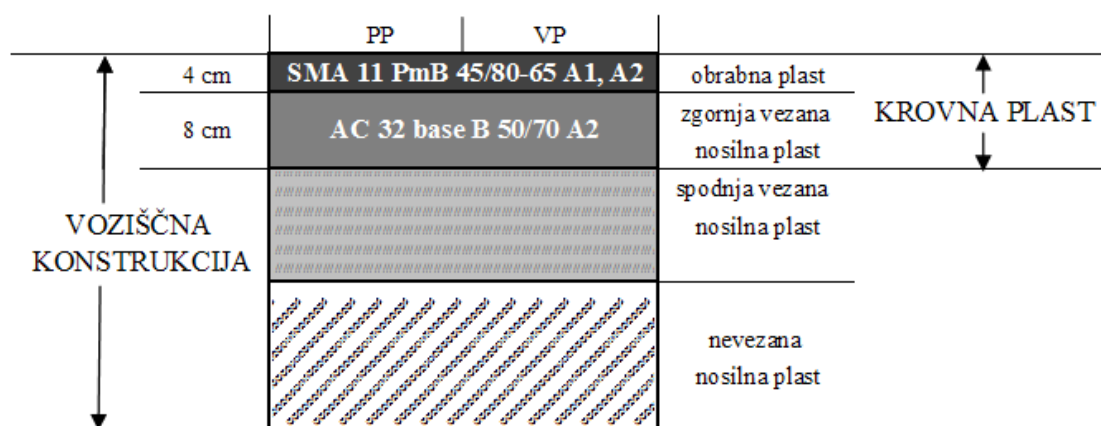 PP
VP
4 cm
SMA 11 PmB 45/80-65 A1, A2
obrabna plast
8 cm
AC 32 base B 50/70 A2
zgornja vezana
nosilna plast
KROVNA PLAST
VOZIŠČNA
KONSTRUKCIJA
spodnja vezana
nosilna plast
nevezana
nosilna plast